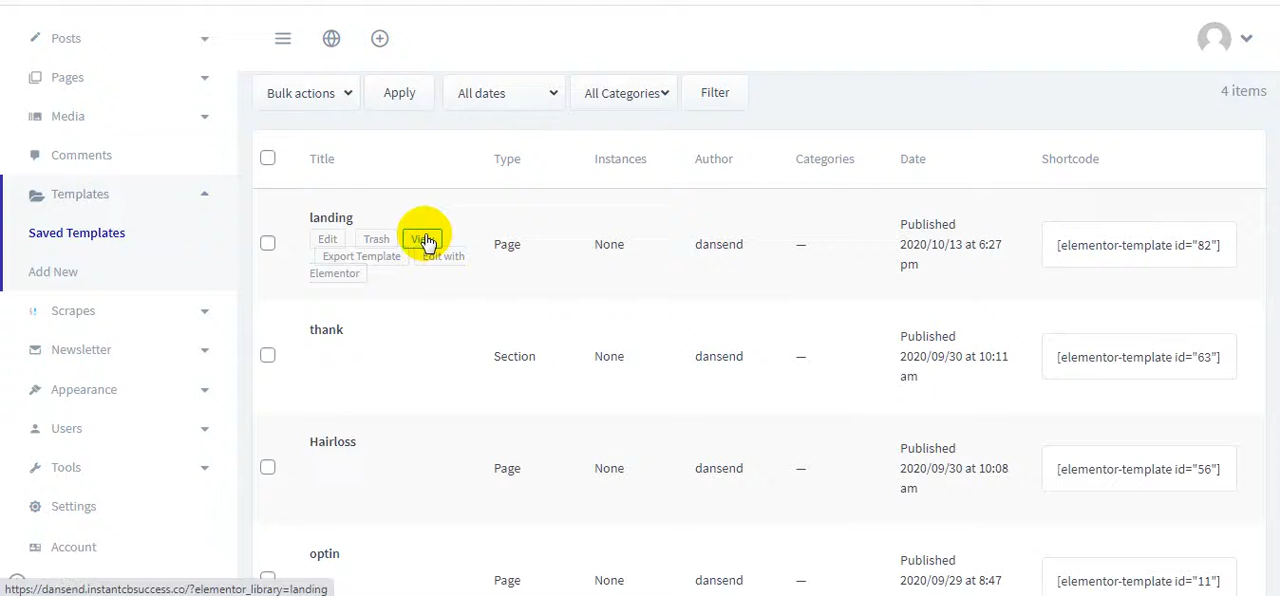 Posts
Pages
Media
Comments
Templates
Saved Templates
Add New
Scrapes
Newsletter
Appearance
Users
Tools
Settings
Account
Bulk actions Apply All dates All Categories Filter 4 items
Title Type Instances Author Categories Date Shortcode
landing
Edit Trash View
Export Template Edit with
Elementor
Page None dansend —
Published
2020/10/13 at 6:27
pm
[elementor-template id="82"]
thank
Section None dansend —
Published
2020/09/30 at 10:11
am
[elementor-template id="63"]
Hairloss
Page None dansend —
Published
2020/09/30 at 10:08
am
[elementor-template id="56"]
optin
Page None dansend
Published
2020/09/29 at 8:47
[elementor-template id="11"]
https://dansend.instantcbsuccess.co/?elementor_library=landing